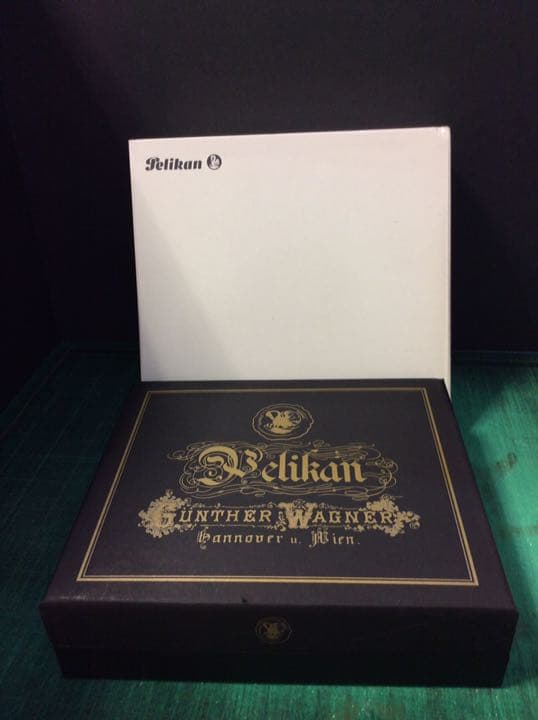 Pelikan
Pelikan
GÜNTHER WAGNER
Hannover u. Wien.